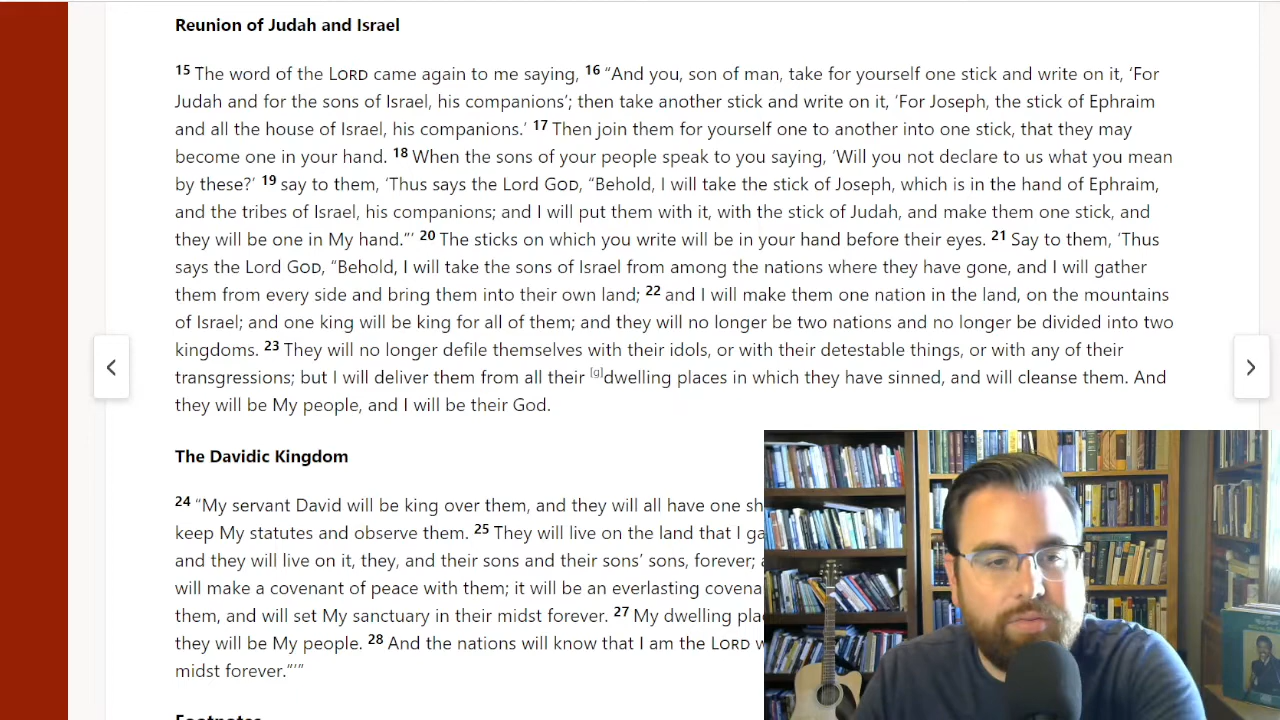 Reunion of Judah and Israel
15 The word of the LORD came again to me saying, 16 “And you, son of man, take for yourself one stick and write on it, ‘For
Judah and for the sons of Israel, his companions’; then take another stick and write on it, ‘For Joseph, the stick of Ephraim
and all the house of Israel, his companions.’ 17 Then join them for yourself one to another into one stick, that they may
become one in your hand. 18 When the sons of your people speak to you saying, ‘Will you not declare to us what you mean
by these?’ 19 say to them, ‘Thus says the Lord GOD, “Behold, I will take the stick of Joseph, which is in the hand of Ephraim,
and the tribes of Israel, his companions; and I will put them with it, with the stick of Judah, and make them one stick, and
they will be one in My hand.”’ 20 The sticks on which you write will be in your hand before their eyes. 21 Say to them, ‘Thus
says the Lord GOD, “Behold, I will take the sons of Israel from among the nations where they have gone, and I will gather
them from every side and bring them into their own land; 22 and I will make them one nation in the land, on the mountains
of Israel; and one king will be king for all of them; and they will no longer be two nations and no longer be divided into two
kingdoms. 23 They will no longer defile themselves with their idols, or with their detestable things, or with any of their
transgressions; but I will deliver them from all their [g]dwelling places in which they have sinned, and will cleanse them. And
they will be My people, and I will be their God.
The Davidic Kingdom
24 “My servant David will be king over them, and they will all have one sh
keep My statutes and observe them. 25 They will live on the land that I ga
and they will live on it, they, and their sons and their sons’ sons, forever;
will make a covenant of peace with them; it will be an everlasting covena
them, and will set My sanctuary in their midst forever. 27 My dwelling pla
they will be My people. 28 And the nations will know that I am the LORD w
midst forever.”’”
Footnotes